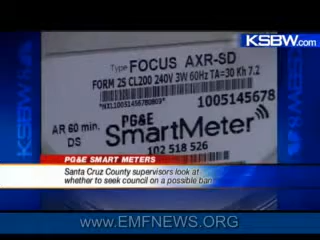 KSBW.com
Type FOCUS AXR-SD
FORM 2S CL200 240V 3W 60Hz TA=30 Kh 7.2
1005145678
AR 60 min.
DS
PG&E
SmartMeter
102 518 526
PG&E SMART METERS
Santa Cruz County supervisors look at
whether to seek council on a possible ban.
WWW.EMFNEWS.ORG